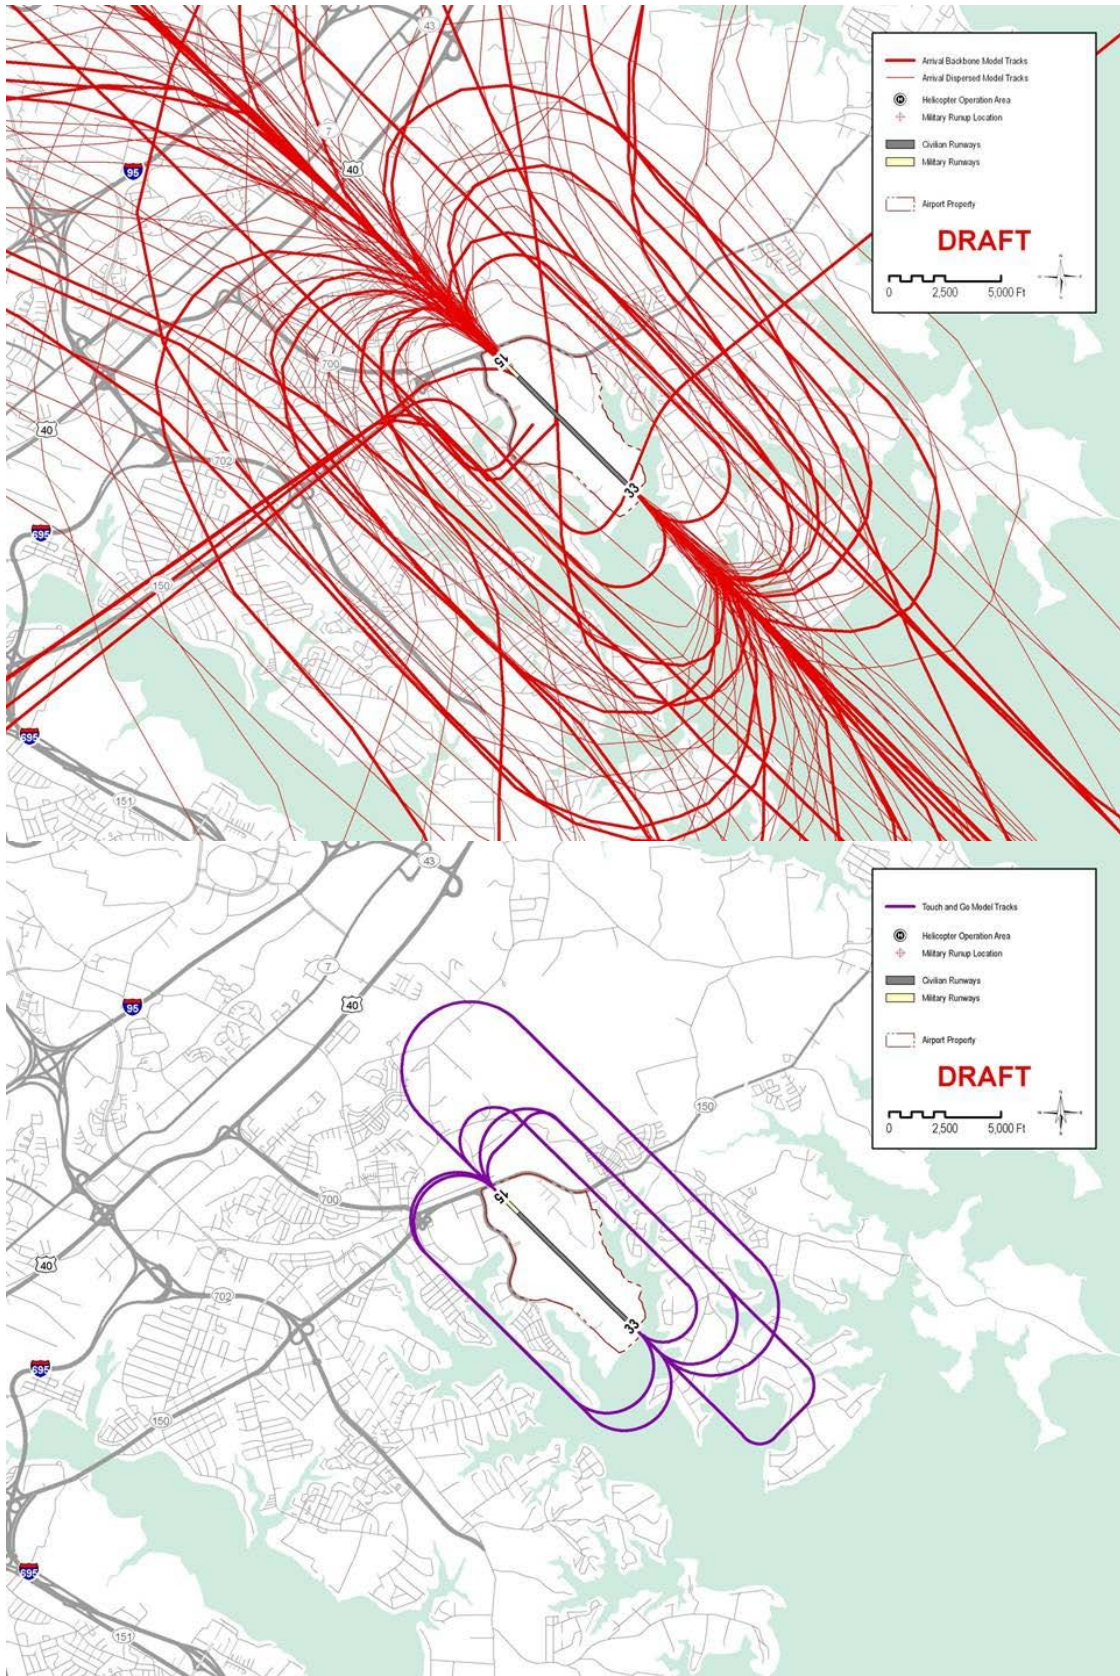 43
7
40
95
700
40
702
695
150
695
151
15
33
Arrival Backbone Model Tracks
Arrival Dispersed Model Tracks
H Helicopter Operation Area
Military Runup Location
Civilian Runways
Military Runways
Airport Property
DRAFT
N
0 2,500 5,000 Ft
43
7
95
40
150
700
40
702
695
150
695
151
15
33
Touch and Go Model Tracks
H Helicopter Operation Area
Military Runup Location
Civilian Runways
Military Runways
Airport Property
DRAFT
N
0 2,500 5,000 Ft